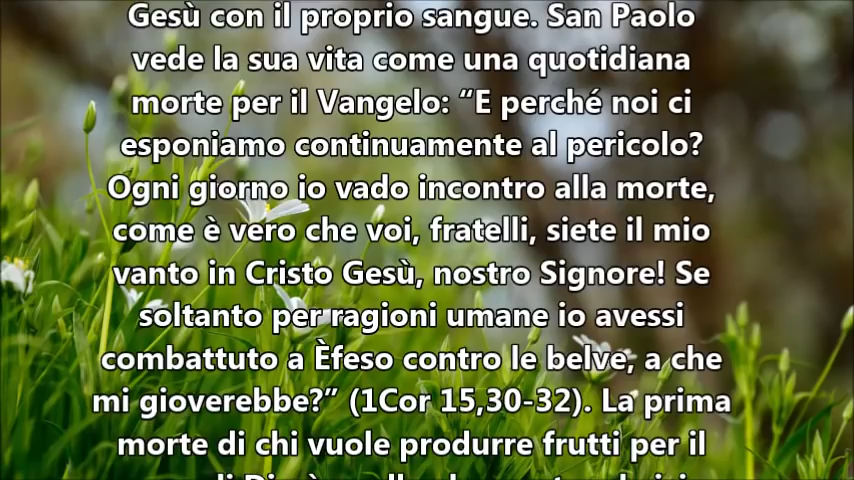 Gesù con il proprio sangue. San Paolo
vede la sua vita come una quotidiana
morte per il Vangelo: “E perché noi ci
esponiamo continuamente al pericolo?
Ogni giorno io vado incontro alla morte,
come è vero che voi, fratelli, siete il mio
vanto in Cristo Gesù, nostro Signore! Se
soltanto per ragioni umane io avessi
combattuto a Èfeso contro le belve, a che
mi gioverebbe?” (1Cor 15,30-32). La prima
morte di chi vuole produrre frutti per il